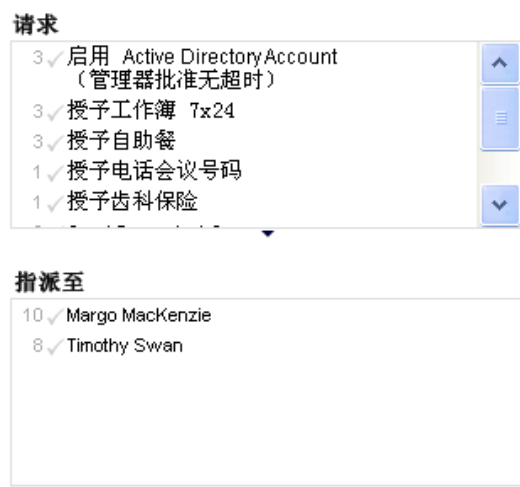 请求
3 启用 Active DirectoryAccount
（管理器批准无超时）
3 授予工作簿 7x24
3 授予自助餐
1 授予电话会议号码
1 授予齿科保险
指派至
10 Margo MacKenzie
8 Timothy Swan